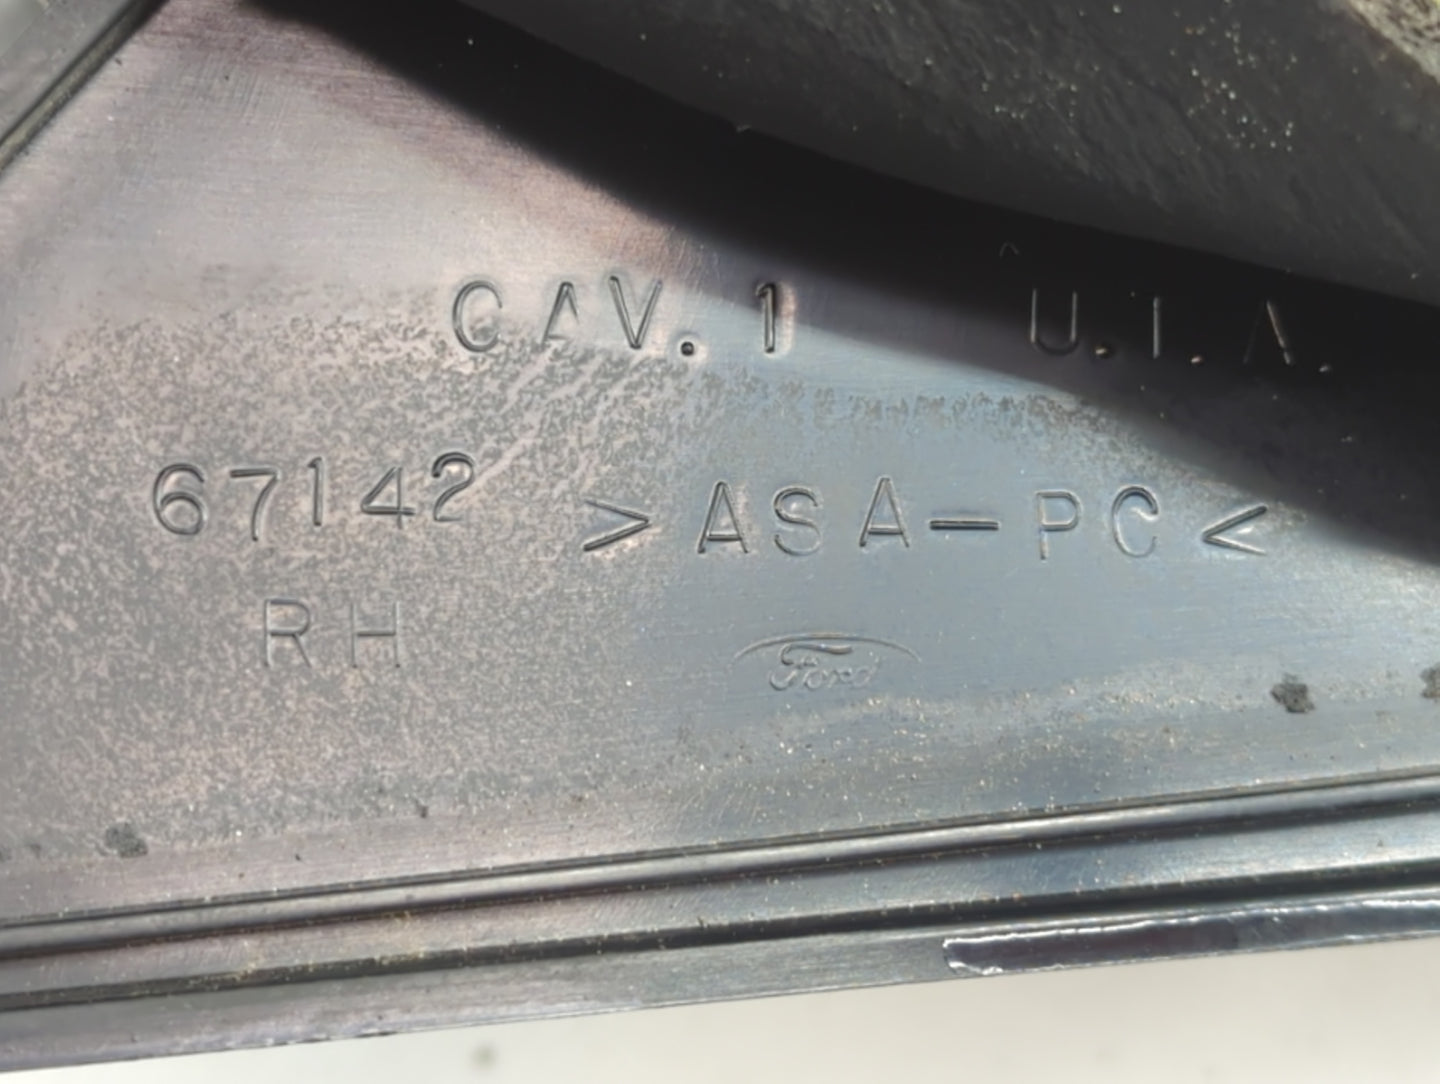 CAV. 1 U.T.A.
67142 >ASA-PC<
RH
Ford